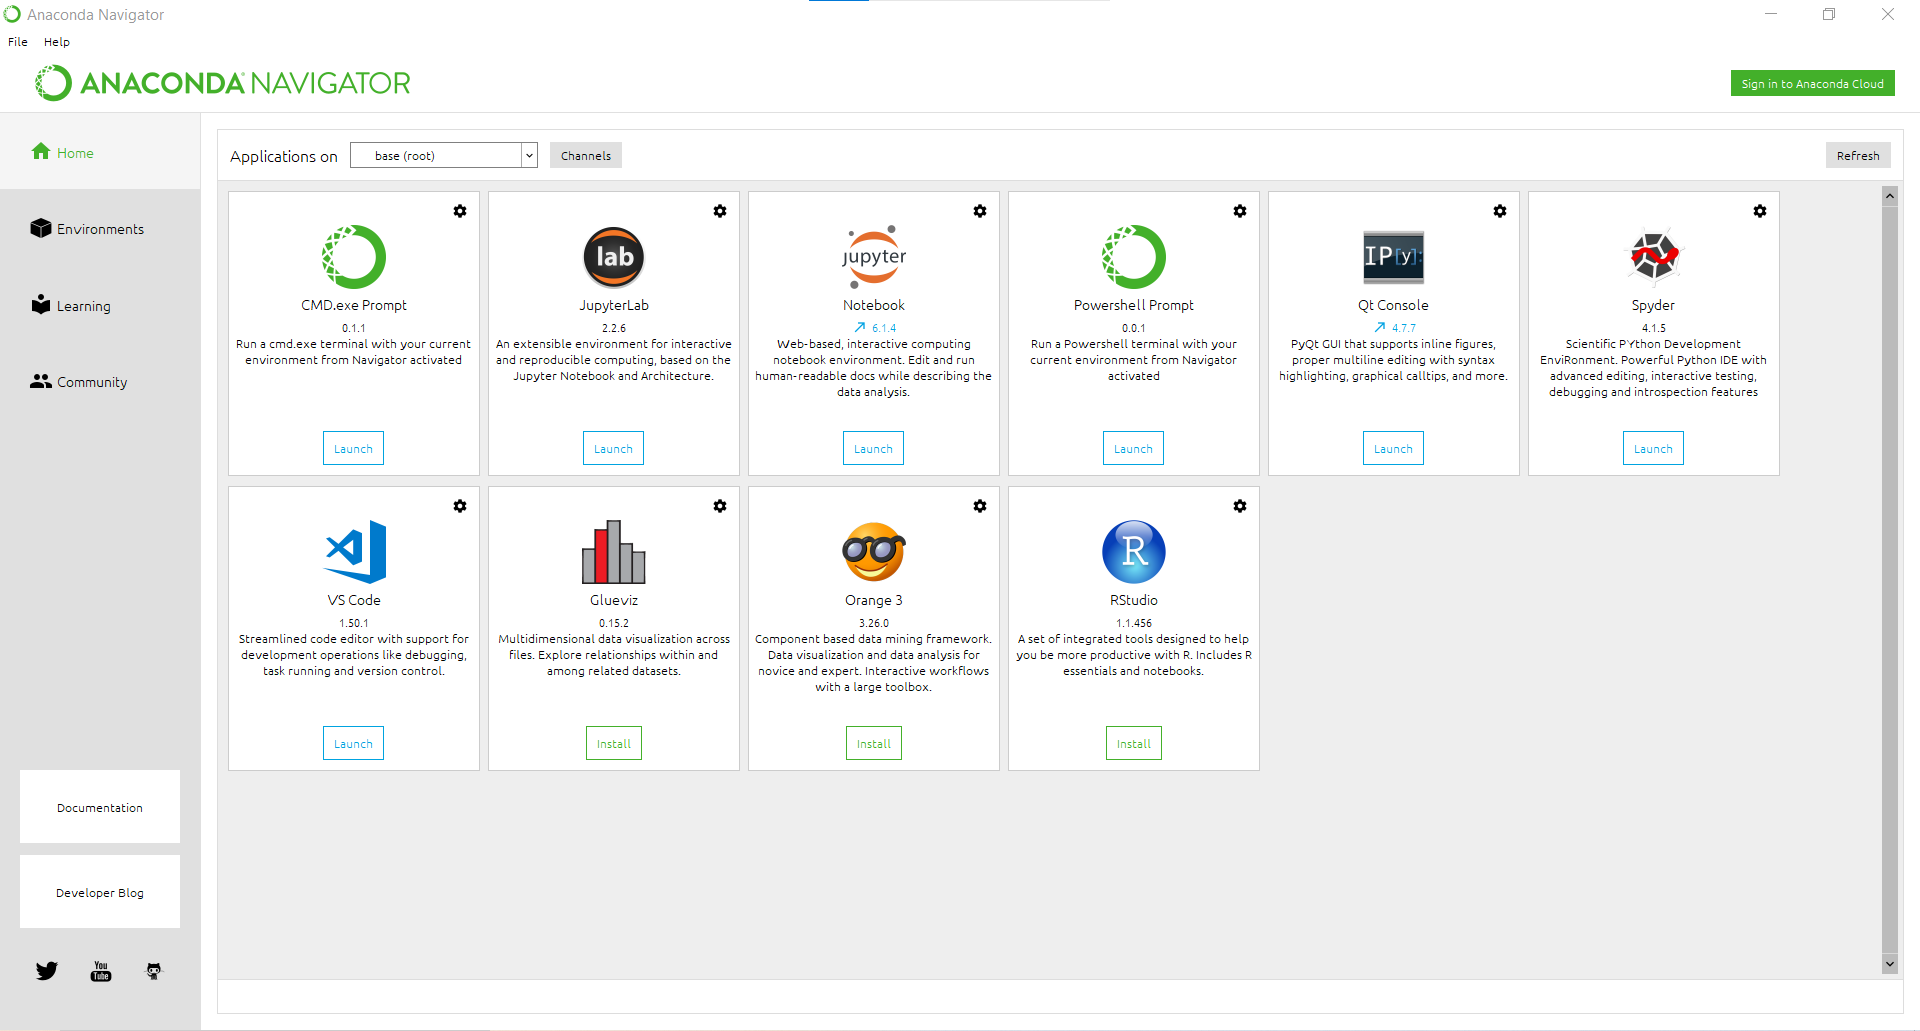 Anaconda Navigator
File Help
ANACONDA NAVIGATOR
Sign in to Anaconda Cloud
Home
Environments
Learning
Community
Documentation
Developer Blog
You
Tube
Applications on
base (root)
Channels
Refresh
CMD.exe Prompt
0.1.1
Run a cmd.exe terminal with your current
environment from Navigator activated
Launch
lab
JupyterLab
2.2.6
An extensible environment for interactive
and reproducible computing, based on the
Jupyter Notebook and Architecture.
Launch
jupyter
Notebook
6.1.4
Web-based, interactive computing
notebook environment. Edit and run
human-readable docs while describing the
data analysis.
Launch
Powershell Prompt
0.0.1
Run a Powershell terminal with your
current environment from Navigator
activated
Launch
IP[y]:
Qt Console
4.7.7
PyQt GUI that supports inline figures,
proper multiline editing with syntax
highlighting, graphical calltips, and more.
Launch
Spyder
4.1.5
Scientific PYthon Development
EnviRonment. Powerful Python IDE with
advanced editing, interactive testing,
debugging and introspection features
Launch
VS Code
1.50.1
Streamlined code editor with support for
development operations like debugging,
task running and version control.
Launch
Glueviz
0.15.2
Multidimensional data visualization across
files. Explore relationships within and
among related datasets.
Install
Orange 3
3.26.0
Component based data mining framework.
Data visualization and data analysis for
novice and expert. Interactive workflows
with a large toolbox.
Install
R
RStudio
1.1.456
A set of integrated tools designed to help
you be more productive with R. Includes R
essentials and notebooks.
Install